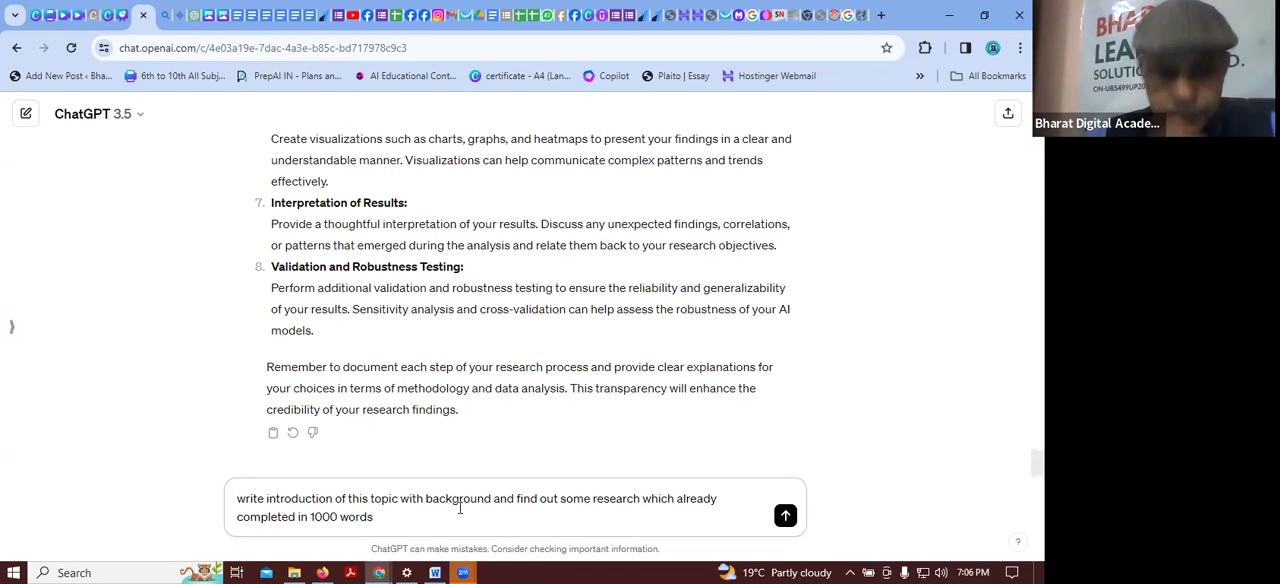 chat.openai.com/c/4e03a19e-7dac-4a3e-b85c-bd717978c9c3
Add New Post ‹ Bha...
6th to 10th All Subj...
PrepAI IN - Plans an...
AI Educational Cont...
certificate - A4 (Lan...
Copilot
Plaito | Essay
Hostinger Webmail
»
All Bookmarks
BHAR
LEA
SOLUTIO
D.
CIN-U85499UP20
Bharat Digital Acade...
ChatGPT 3.5
Create visualizations such as charts, graphs, and heatmaps to present your findings in a clear and
understandable manner. Visualizations can help communicate complex patterns and trends
effectively.
7. Interpretation of Results:
Provide a thoughtful interpretation of your results. Discuss any unexpected findings, correlations,
or patterns that emerged during the analysis and relate them back to your research objectives.
8. Validation and Robustness Testing:
Perform additional validation and robustness testing to ensure the reliability and generalizability
of your results. Sensitivity analysis and cross-validation can help assess the robustness of your AI
models.
Remember to document each step of your research process and provide clear explanations for
your choices in terms of methodology and data analysis. This transparency will enhance the
credibility of your research findings.
write introduction of this topic with background and find out some research which already
completed in 1000 words
ChatGPT can make mistakes. Consider checking important information.
?
Search
19°C Partly cloudy
7:06 PM